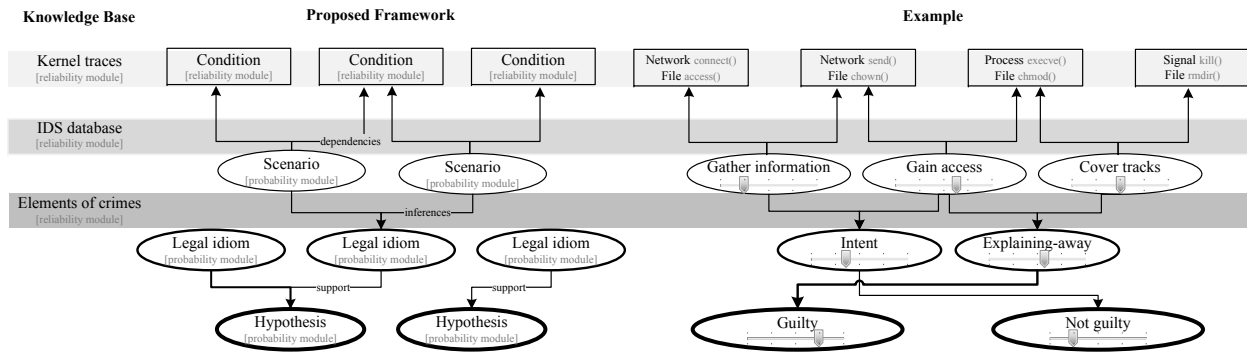 Knowledge Base
Proposed Framework
Example
Kernel traces
[reliability module]
Condition
[reliability module]
Condition
[reliability module]
Condition
[reliability module]
Network connect()
File access()
Network send()
File chown()
Process execve()
File chmod()
Signal kill()
File rmdir()
IDS database
[reliability module]
dependencies
Scenario
[probability module]
Scenario
[probability module]
Gather information
Gain access
Cover tracks
Elements of crimes
[reliability module]
inferences
Legal idiom
[probability module]
Legal idiom
[probability module]
Legal idiom
[probability module]
Intent
Explaining-away
support
support
Hypothesis
[probability module]
Hypothesis
[probability module]
Guilty
Not guilty